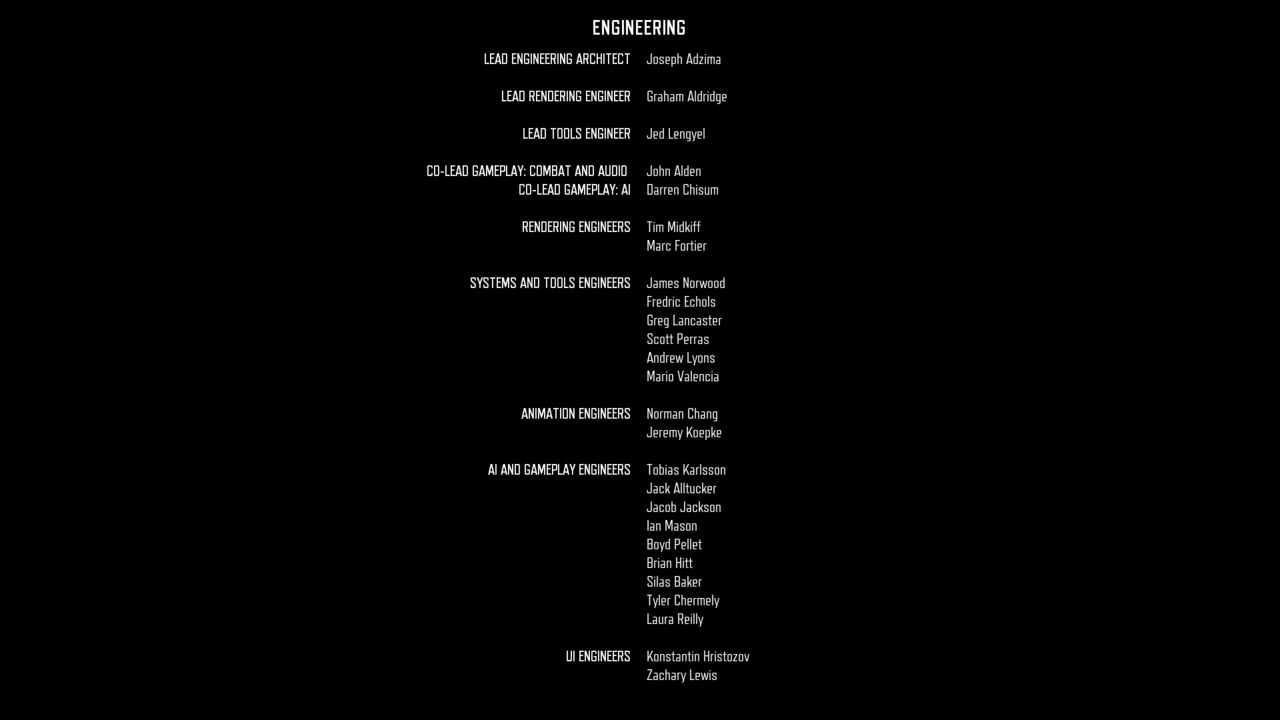 ENGINEERING
LEAD ENGINEERING ARCHITECT Joseph Adzima
LEAD RENDERING ENGINEER Graham Aldridge
LEAD TOOLS ENGINEER Jed Lengyel
CO-LEAD GAMEPLAY: COMBAT AND AUDIO John Alden
CO-LEAD GAMEPLAY: AI Darren Chisum
RENDERING ENGINEERS Tim Midkiff
Marc Fortier
SYSTEMS AND TOOLS ENGINEERS James Norwood
Fredric Echols
Greg Lancaster
Scott Perras
Andrew Lyons
Mario Valencia
ANIMATION ENGINEERS Norman Chang
Jeremy Koepke
AI AND GAMEPLAY ENGINEERS Tobias Karlsson
Jack Alltucker
Jacob Jackson
Ian Mason
Boyd Pellet
Brian Hitt
Silas Baker
Tyler Chermely
Laura Reilly
UI ENGINEERS Konstantin Hristozov
Zachary Lewis